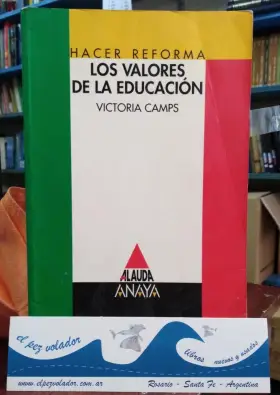 HACER REFORMA
LOS VALORES
DE LA EDUCACIÓN
VICTORIA CAMPS
ALAUDA
ANAYA
el pez volador
libros
nuevos y usados
www.elpezvolador.com.ar
Rosario - Santa Fe - Argentina